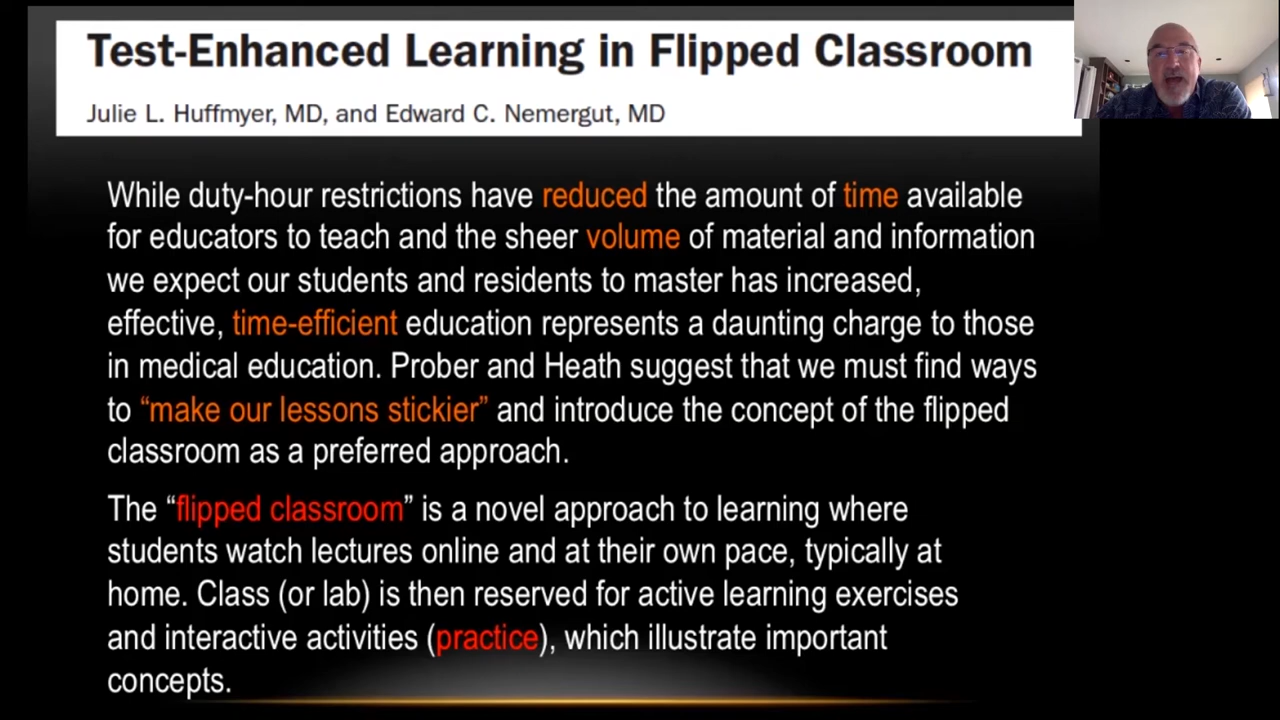 Test-Enhanced Learning in Flipped Classroom
Julie L. Huffmyer, MD, and Edward C. Nemergut, MD
While duty-hour restrictions have reduced the amount of time available
for educators to teach and the sheer volume of material and information
we expect our students and residents to master has increased,
effective, time-efficient education represents a daunting charge to those
in medical education. Prober and Heath suggest that we must find ways
to “make our lessons stickier” and introduce the concept of the flipped
classroom as a preferred approach.
The “flipped classroom” is a novel approach to learning where
students watch lectures online and at their own pace, typically at
home. Class (or lab) is then reserved for active learning exercises
and interactive activities (practice), which illustrate important
concepts.